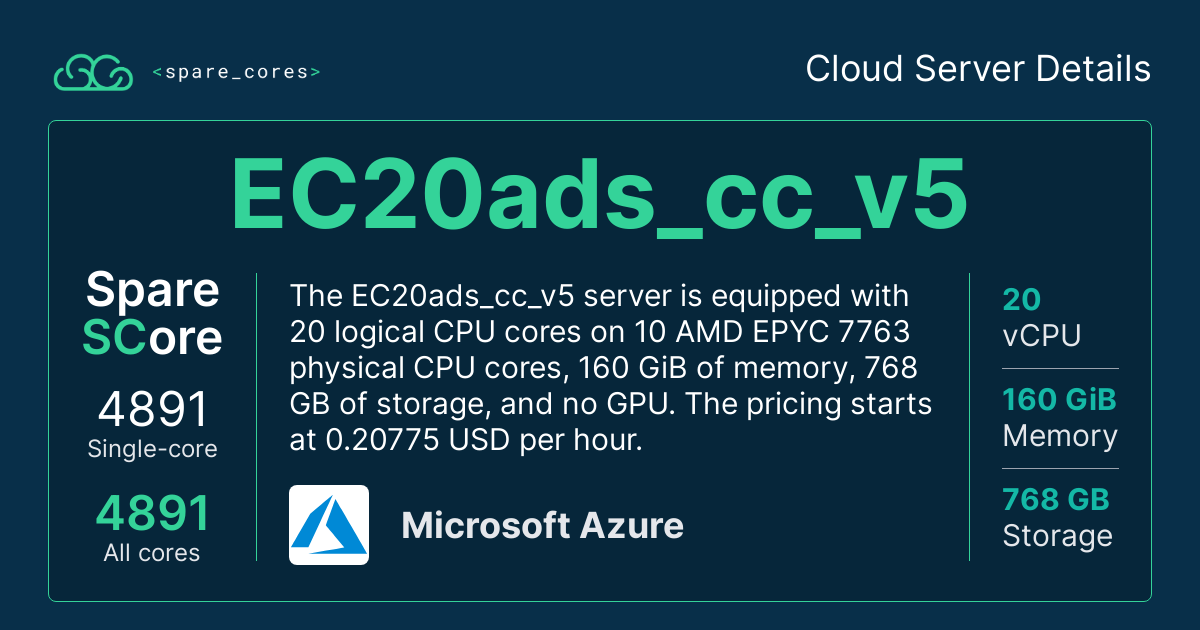 <spare_cores>
Cloud Server Details
EC20ads_cc_v5
Spare
SCore
4891
Single-core
4891
All cores
The EC20ads_cc_v5 server is equipped with
20 logical CPU cores on 10 AMD EPYC 7763
physical CPU cores, 160 GiB of memory, 768
GB of storage, and no GPU. The pricing starts
at 0.20775 USD per hour.
Microsoft Azure
20
vCPU
160 GiB
Memory
768 GB
Storage